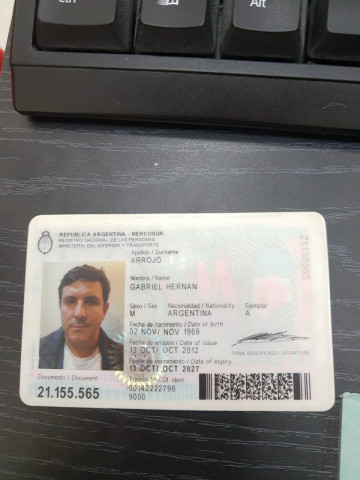 Ctrl
Alt
REPUBLICA ARGENTINA - MERCOSUR
REGISTRO NACIONAL DE LAS PERSONAS
MINISTERIO DEL INTERIOR Y TRANSPORTE
Apellido / Surname
ARROJO
Nombre / Name
GABRIEL HERNAN
Sexo / Sex Nacionalidad / Nationality Ejemplar
M ARGENTINA A
Fecha de nacimiento / Date of birth
02 NOV/ NOV 1969
Fecha de emisión / Date of issue
13 OCT/ OCT 2012
Fecha de vencimiento / Date of expiry
13 OCT/ OCT 2027
FIRMA IDENTIFICADO / SIGNATURE
Documento / Document
21.155.565
Trámite Nº / Of. ident
00142222798
9000